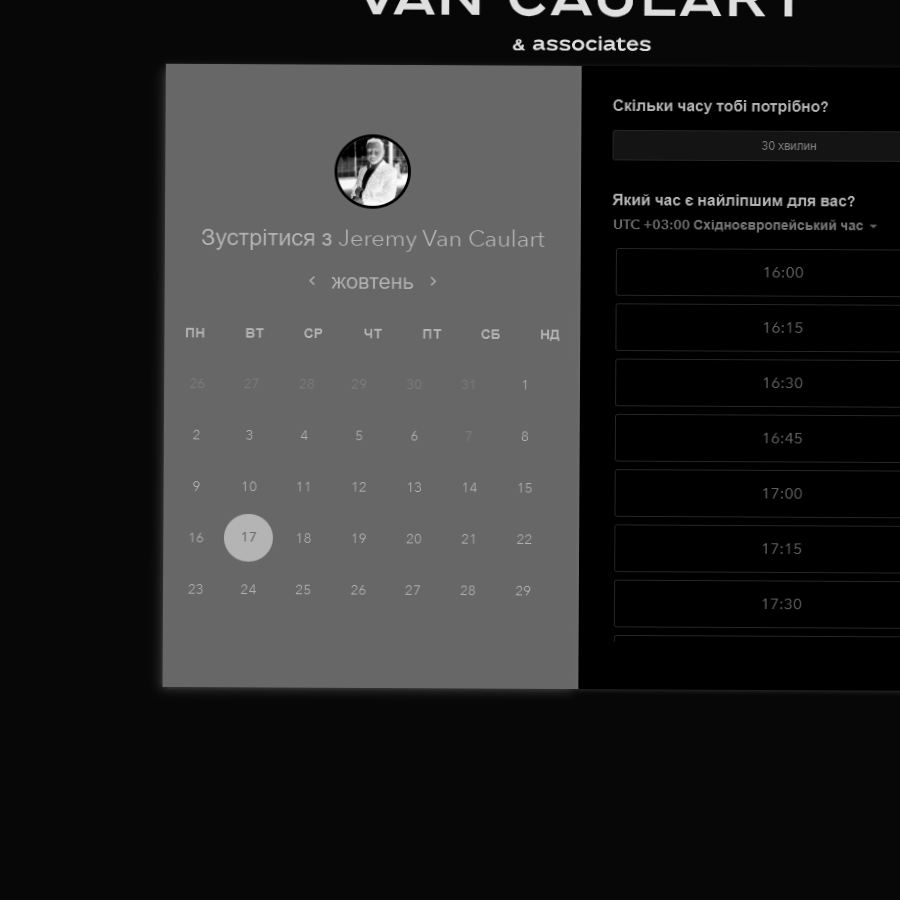 VAN CAULART
& associates
Зустрітися з Jeremy Van Caulart
жовтень
ПН ВТ СР ЧТ ПТ СБ НД
26 27 28 29 30 31 1
2 3 4 5 6 7 8
9 10 11 12 13 14 15
16 17 18 19 20 21 22
23 24 25 26 27 28 29
Скільки часу тобі потрібно?
30 хвилин
Який час є найліпшим для вас?
UTC +03:00 Східноєвропейський час
16:00
16:15
16:30
16:45
17:00
17:15
17:30